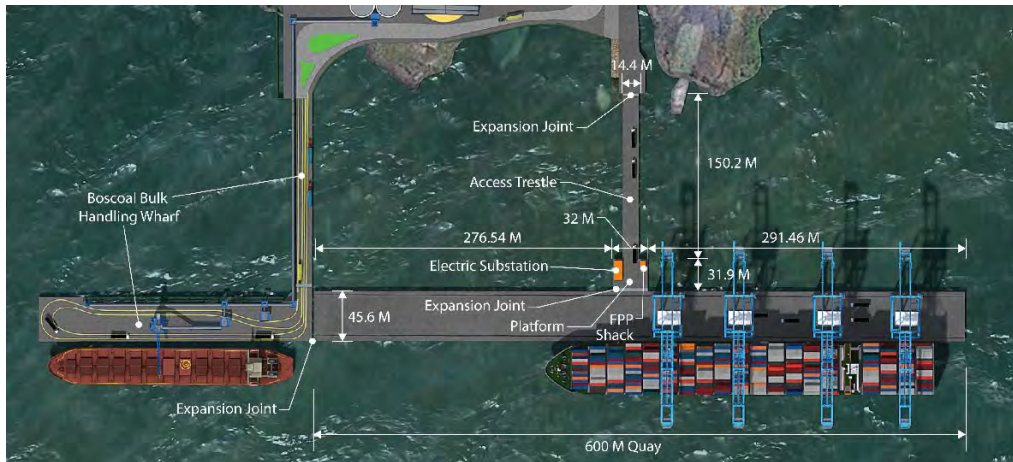 14.4 M
Expansion Joint
150.2 M
Access Trestle
Boscoal Bulk
Handling Wharf
32 M
276.54 M
291.46 M
Electric Substation
31.9 M
Expansion Joint
45.6 M
Platform
FPP
Shack
Expansion Joint
600 M Quay